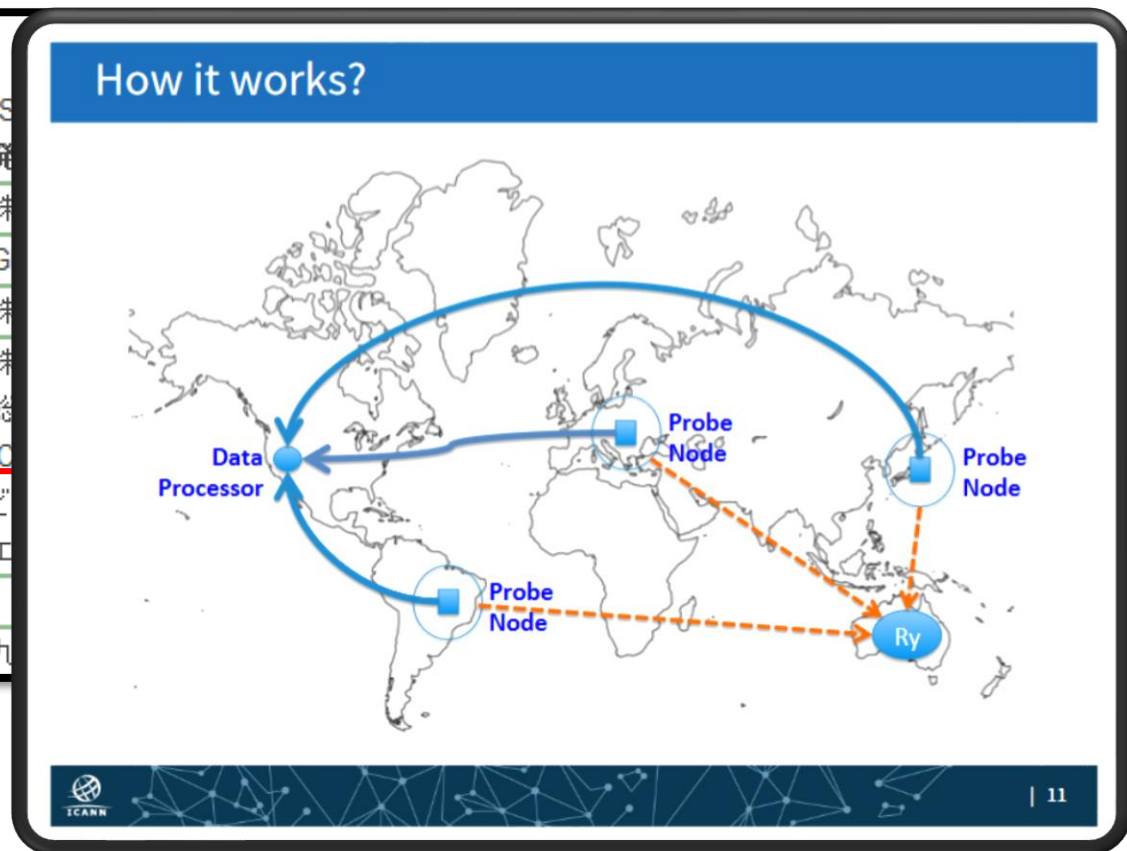 How it works?
Probe
Node
Data
Processor
Probe
Node
Probe
Node
Ry
ICANN
| 11